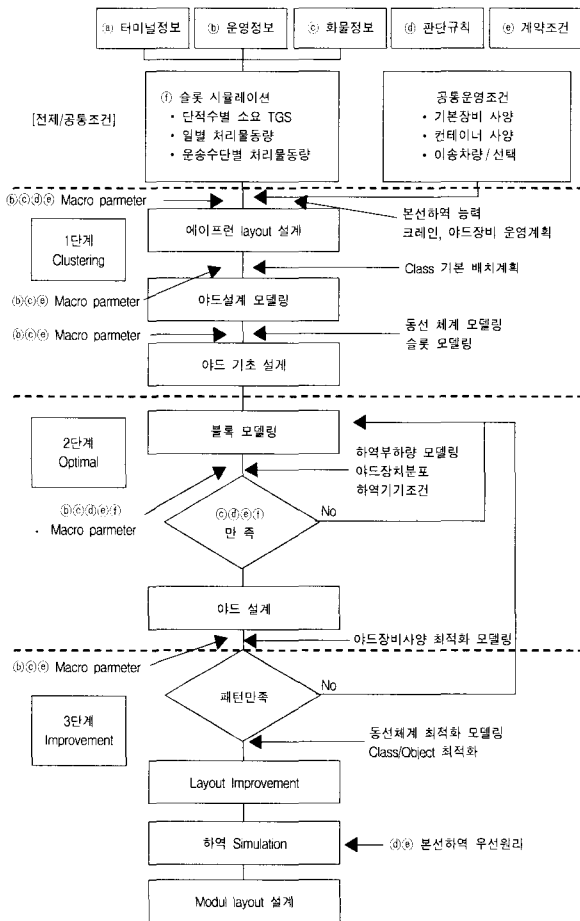 ⓐ 터미널정보
ⓑ 운영정보
ⓒ 화물정보
ⓓ 판단규칙
ⓔ 계약조건
[전제/공통조건]
ⓕ 슬롯 시뮬레이션
• 단적수별 소요 TGS
• 일별 처리물동량
• 운송수단별 처리물동량
공통운영조건
• 기본장비 사양
• 컨테이너 사양
• 이송차량/선택
ⓑⓒⓓⓔ Macro parmeter
본선하역 능력
크레인, 야드장비 운영계획
1단계
Clustering
에이프런 layout 설계
Class 기본 배치계획
ⓑⓒⓔ Macro parmeter
야드설계 모델링
ⓑⓒⓔ Macro parmeter
동선 체계 모델링
슬롯 모델링
야드 기초 설계
2단계
Optimal
블록 모델링
하역부하량 모델링
야드장치분포
하역기기조건
ⓑⓒⓓⓔⓕ
Macro parmeter
ⓒⓓⓔⓕ
만 족
No
야드 설계
야드장비사양 최적화 모델링
ⓑⓒⓔ Macro parmeter
패턴만족
No
3단계
Improvement
동선체계 최적화 모델링
Class/Object 최적화
Layout Improvement
하역 Simulation
ⓓⓔ 본선하역 우선원리
Modul layout 설계